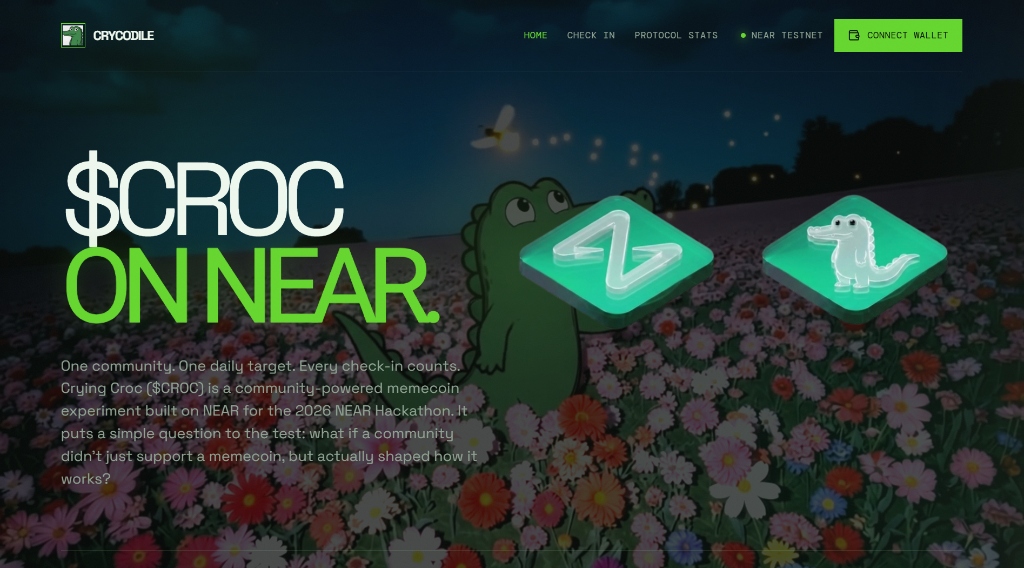 CRYCODILE
HOME
CHECK IN
PROTOCOL STATS
NEAR TESTNET
CONNECT WALLET
$CROC
ON NEAR.
One community. One daily target. Every check-in counts.
Crying Croc ($CROC) is a community-powered memecoin
experiment built on NEAR for the 2026 NEAR Hackathon. It
puts a simple question to the test: what if a community
didn't just support a memecoin, but actually shaped how it
works?